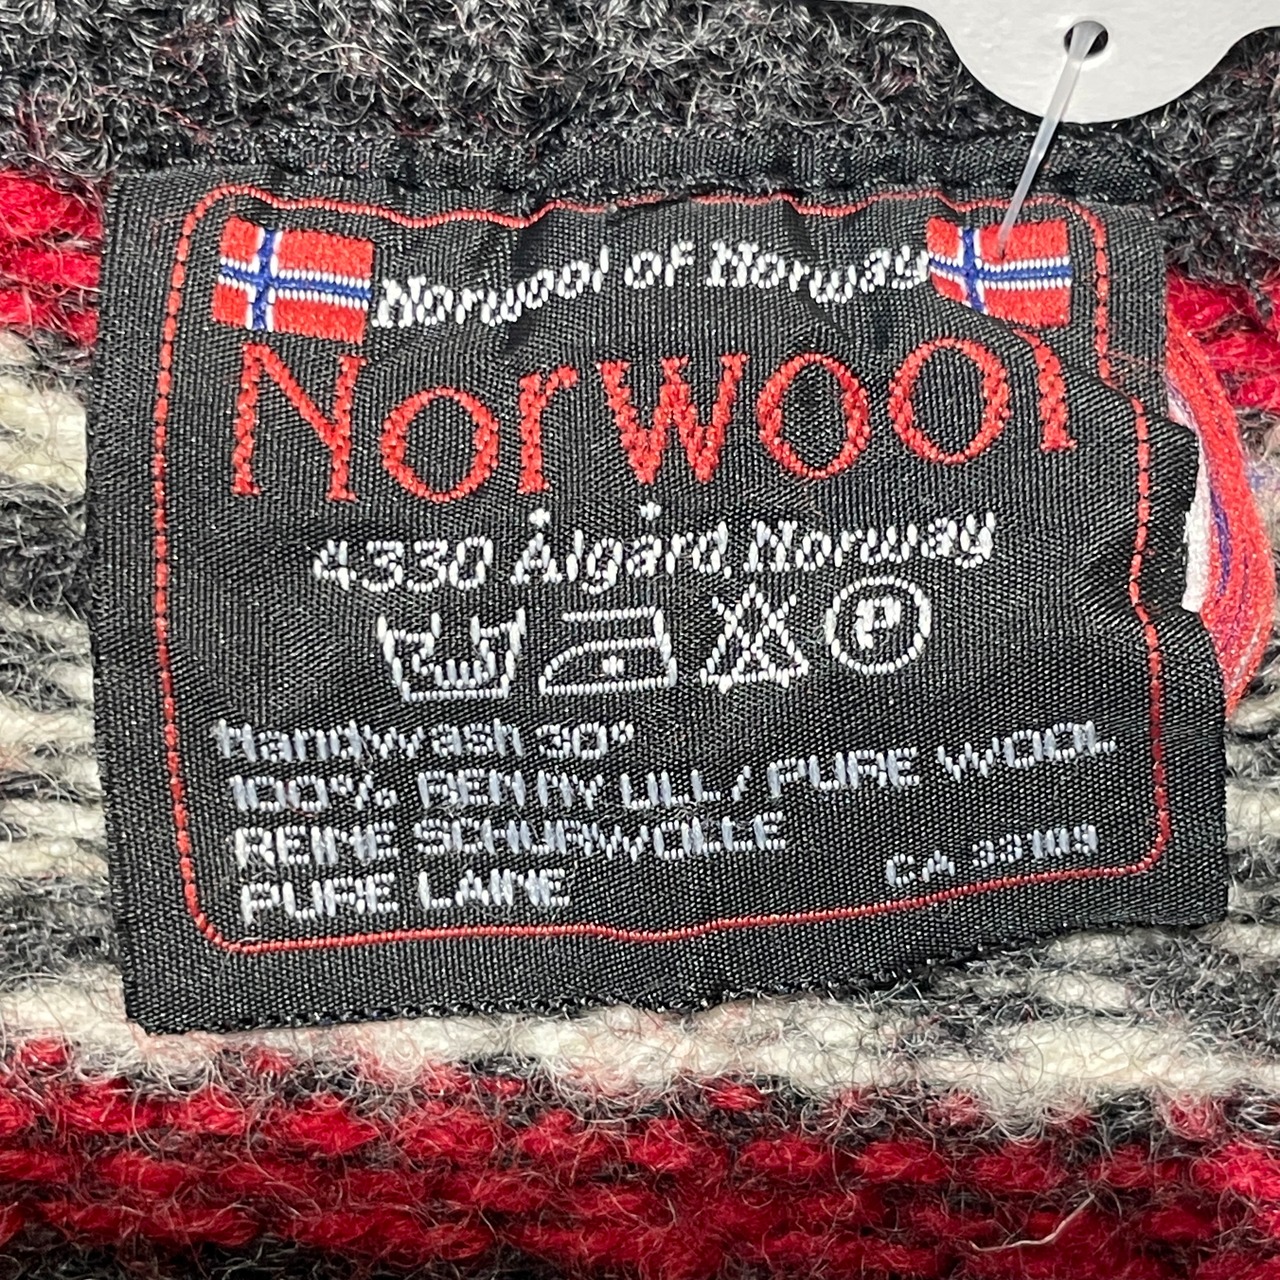 Norwool of Norway
Norwool
4330 Ålgård, Norway
P
Handwash 30°
100% REN NY ULL / PURE WOOL
REINE SCHURWOLLE
PURE LAINE
CA 33189